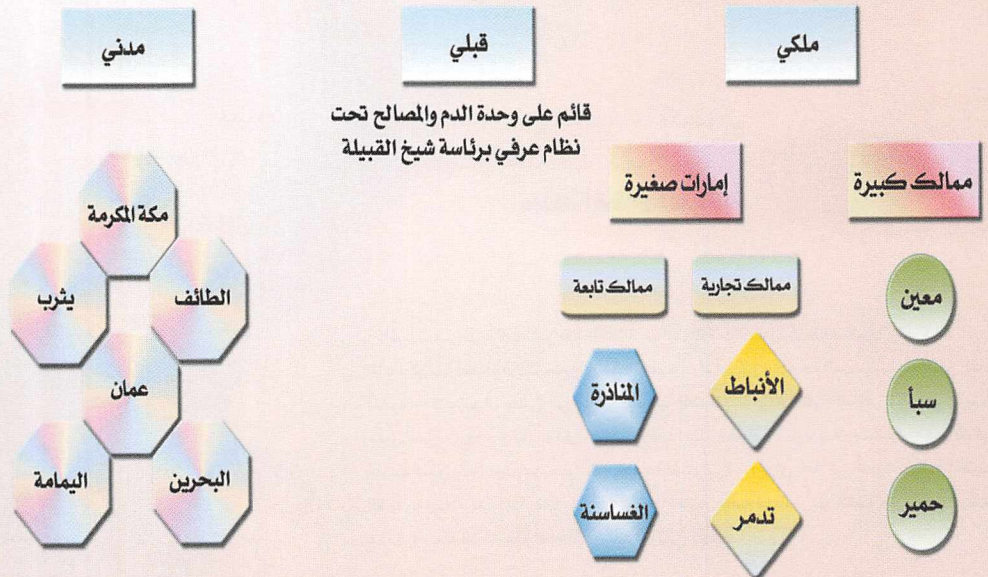 ملكي
قبلي
مدني
قائم على وحدة الدم والمصالح تحت
نظام عرفي برئاسة شيخ القبيلة
ممالك كبيرة
إمارات صغيرة
معين
سبأ
حمير
ممالك تجارية
ممالك تابعة
الأنباط
المناذرة
تدمر
الغساسنة
مكة المكرمة
الطائف
يثرب
عمان
البحرين
اليمامة